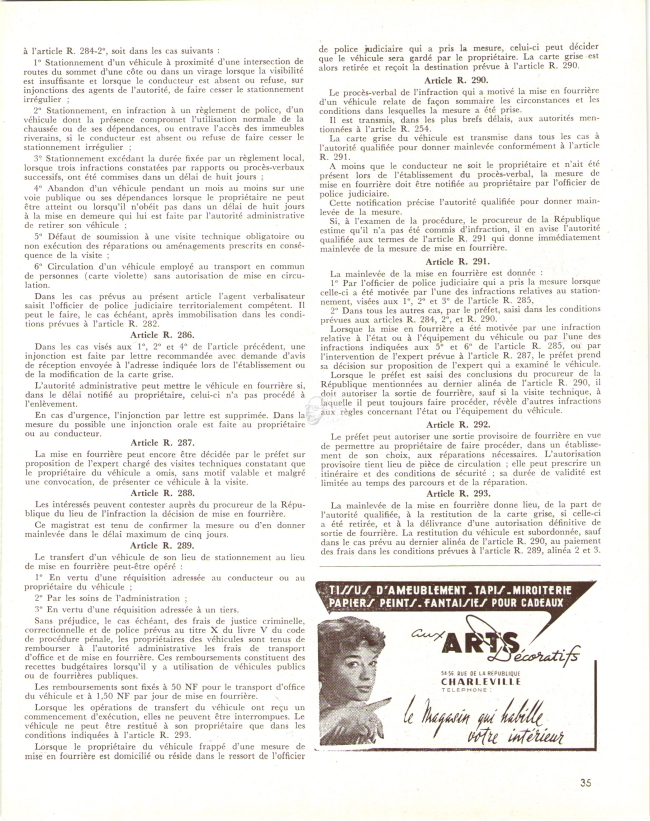 à l'article R. 284-2°, soit dans les cas suivants :
1° Stationnement d'un véhicule à proximité d'une intersection de
routes du sommet d'une côte ou dans un virage lorsque la visibilité
est insuffisante et lorsque le conducteur est absent ou refuse, sur
injonctions des agents de l'autorité, de faire cesser le stationnement
irrégulier ;
2° Stationnement, en infraction à un règlement de police, d'un
véhicule dont la présence compromet l'utilisation normale de la
chaussée ou de ses dépendances, ou entrave l'accès des immeubles
riverains, si le conducteur est absent ou refuse de faire cesser le
stationnement irrégulier ;
3° Stationnement excédant la durée fixée par un règlement local,
lorsque trois infractions constatées par rapports ou procès-verbaux
successifs, ont été commises dans un délai de huit jours ;
4° Abandon d'un véhicule pendant un mois au moins sur une
voie publique ou ses dépendances lorsque le propriétaire ne peut
être atteint ou lorsqu'il n'obéit pas dans un délai de huit jours
à la mise en demeure qui lui est faite par l'autorité administrative
de retirer son véhicule ;
5° Défaut de soumission à une visite technique obligatoire ou
non exécution des réparations ou aménagements prescrits en consé-
quence de la visite ;
6° Circulation d'un véhicule employé au transport en commun
de personnes (carte violette) sans autorisation de mise en circu-
lation.
Dans les cas prévus au présent article l'agent verbalisateur
saisit l'officier de police judiciaire territorialement compétent. Il
peut le faire, le cas échéant, après immobilisation dans les condi-
tions prévues à l'article R. 282.
Article R. 286.
Dans les cas visés aux 1°, 2° et 4° de l'article précédent, une
injonction est faite par lettre recommandée avec demande d'avis
de réception envoyée à l'adresse indiquée lors de l'établissement ou
de la modification de la carte grise.
L'autorité administrative peut mettre le véhicule en fourrière si,
dans le délai notifié au propriétaire, celui-ci n'a pas procédé à
l'enlèvement.
En cas d'urgence, l'injonction par lettre est supprimée. Dans la
mesure du possible une injonction orale est faite au propriétaire
ou au conducteur.
Article R. 287.
La mise en fourrière peut encore être décidée par le préfet sur
proposition de l'expert chargé des visites techniques constatant que
le propriétaire du véhicule a omis, sans motif valable et malgré
une convocation, de présenter ce véhicule à la visite.
Article R. 288.
Les intéressés peuvent contester auprès du procureur de la Répu-
blique du lieu de l'infraction la décision de mise en fourrière.
Ce magistrat est tenu de confirmer la mesure ou d'en donner
mainlevée dans le délai maximum de cinq jours.
Article R. 289.
Le transfert d'un véhicule de son lieu de stationnement au lieu
de mise en fourrière peut-être opéré :
1° En vertu d'une réquisition adressée au conducteur ou au
propriétaire du véhicule ;
2° Par les soins de l'administration ;
3° En vertu d'une réquisition adressée à un tiers.
Sans préjudice, le cas échéant, des frais de justice criminelle,
correctionnelle et de police prévus au titre X du livre V du code
de procédure pénale, les propriétaires des véhicules sont tenus de
rembourser à l'autorité administrative les frais de transport
d'office et de mise en fourrière. Ces remboursements constituent des
recettes budgétaires lorsqu'il y a utilisation de véhicules publics
ou de fourrières publiques.
Les remboursements sont fixés à 50 NF pour le transport d'office
du véhicule et à 1,50 NF par jour de mise en fourrière.
Lorsque les opérations de transfert du véhicule ont reçu un
commencement d'exécution, elles ne peuvent être interrompues. Le
véhicule ne peut être restitué à son propriétaire que dans les
conditions indiquées à l'article R. 293.
Lorsque le propriétaire du véhicule frappé d'une mesure de
mise en fourrière est domicilié ou réside dans le ressort de l'officier
de police judiciaire qui a pris la mesure, celui-ci peut décider
que le véhicule sera gardé par le propriétaire. La carte grise est
alors retirée et reçoit la destination prévue à l'article R. 290.
Article R. 290.
Le procès-verbal de l'infraction qui a motivé la mise en fourrière
d'un véhicule relate de façon sommaire les circonstances et les
conditions dans lesquelles la mesure a été prise.
Il est transmis, dans les plus brefs délais, aux autorités men-
tionnées à l'article R. 254.
La carte grise du véhicule est transmise dans tous les cas à
l'autorité qualifiée pour donner mainlevée conformément à l'article
R. 291.
A moins que le conducteur ne soit le propriétaire et n'ait été
présent lors de l'établissement du procès-verbal, la mesure de
mise en fourrière doit être notifiée au propriétaire par l'officier de
police judiciaire.
Cette notification précise l'autorité qualifiée pour donner main-
levée de la mesure.
Si, à l'examen de la procédure, le procureur de la République
estime qu'il n'a pas été commis d'infraction, il en avise l'autorité
qualifiée aux termes de l'article R. 291 qui donne immédiatement
mainlevée de la mesure de mise en fourrière.
Article R. 291.
La mainlevée de la mise en fourrière est donnée :
1° Par l'officier de police judiciaire qui a pris la mesure lorsque
celle-ci a été motivée par l'une des infractions relatives au station-
nement, visées aux 1°, 2° et 3° de l'article R. 285,
2° Dans tous les autres cas, par le préfet, saisi dans les conditions
prévues aux articles R. 284, 2°, et R. 290.
Lorsque la mise en fourrière a été motivée par une infraction
relative à l'état ou à l'équipement du véhicule ou par l'une des
infractions indiquées aux 5° et 6° de l'article R. 285, ou par
l'intervention de l'expert prévue à l'article R. 287, le préfet prend
sa décision sur proposition de l'expert qui a examiné le véhicule.
Lorsque le préfet est saisi des conclusions du procureur de la
République mentionnées au dernier alinéa de l'article R. 290, il
doit autoriser la sortie de fourrière, sauf si la visite technique, à
laquelle il peut toujours faire procéder, révèle d'autres infractions
aux règles concernant l'état ou l'équipement du véhicule.
Article R. 292.
Le préfet peut autoriser une sortie provisoire de fourrière en vue
de permettre au propriétaire de faire procéder, dans un établisse-
ment de son choix, aux réparations nécessaires. L'autorisation
provisoire tient lieu de pièce de circulation ; elle peut prescrire un
itinéraire et des conditions de sécurité ; sa durée de validité est
limitée au temps des parcours et de la réparation.
Article R. 293.
La mainlevée de la mise en fourrière donne lieu, de la part de
l'autorité qualifiée, à la restitution de la carte grise, si celle-ci
a été retirée, et à la délivrance d'une autorisation définitive de
sortie de fourrière. La restitution du véhicule est subordonnée, sauf
dans le cas prévu au dernier alinéa de l'article R. 290, au paiement
des frais dans les conditions prévues à l'article R. 289, alinéa 2 et 3.
TISSUS D'AMEUBLEMENT_TAPIS_MIROITERIE
PAPIERS PEINTS_FANTAISIES POUR CADEAUX
aux ARTS
Décoratifs
54-56 RUE DE LA REPUBLIQUE
CHARLEVILLE
TELEPHONE :
le Magasin qui habille
votre intérieur
35